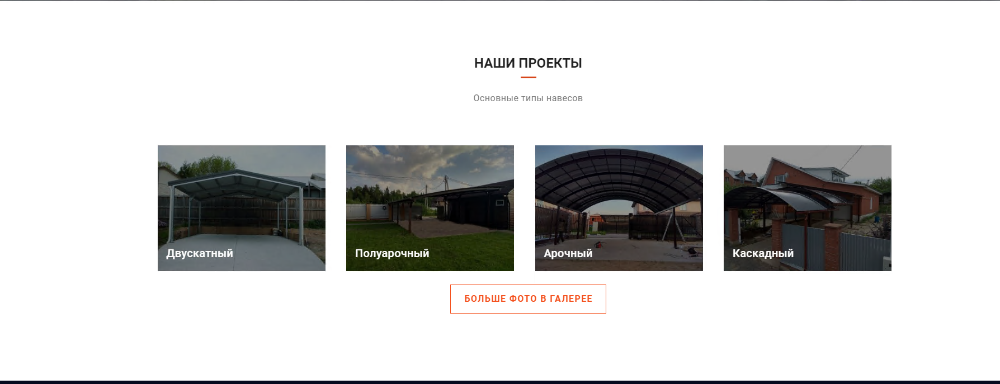 НАШИ ПРОЕКТЫ
Основные типы навесов
Двускатный
Полуарочный
Арочный
Каскадный
БОЛЬШЕ ФОТО В ГАЛЕРЕЕ